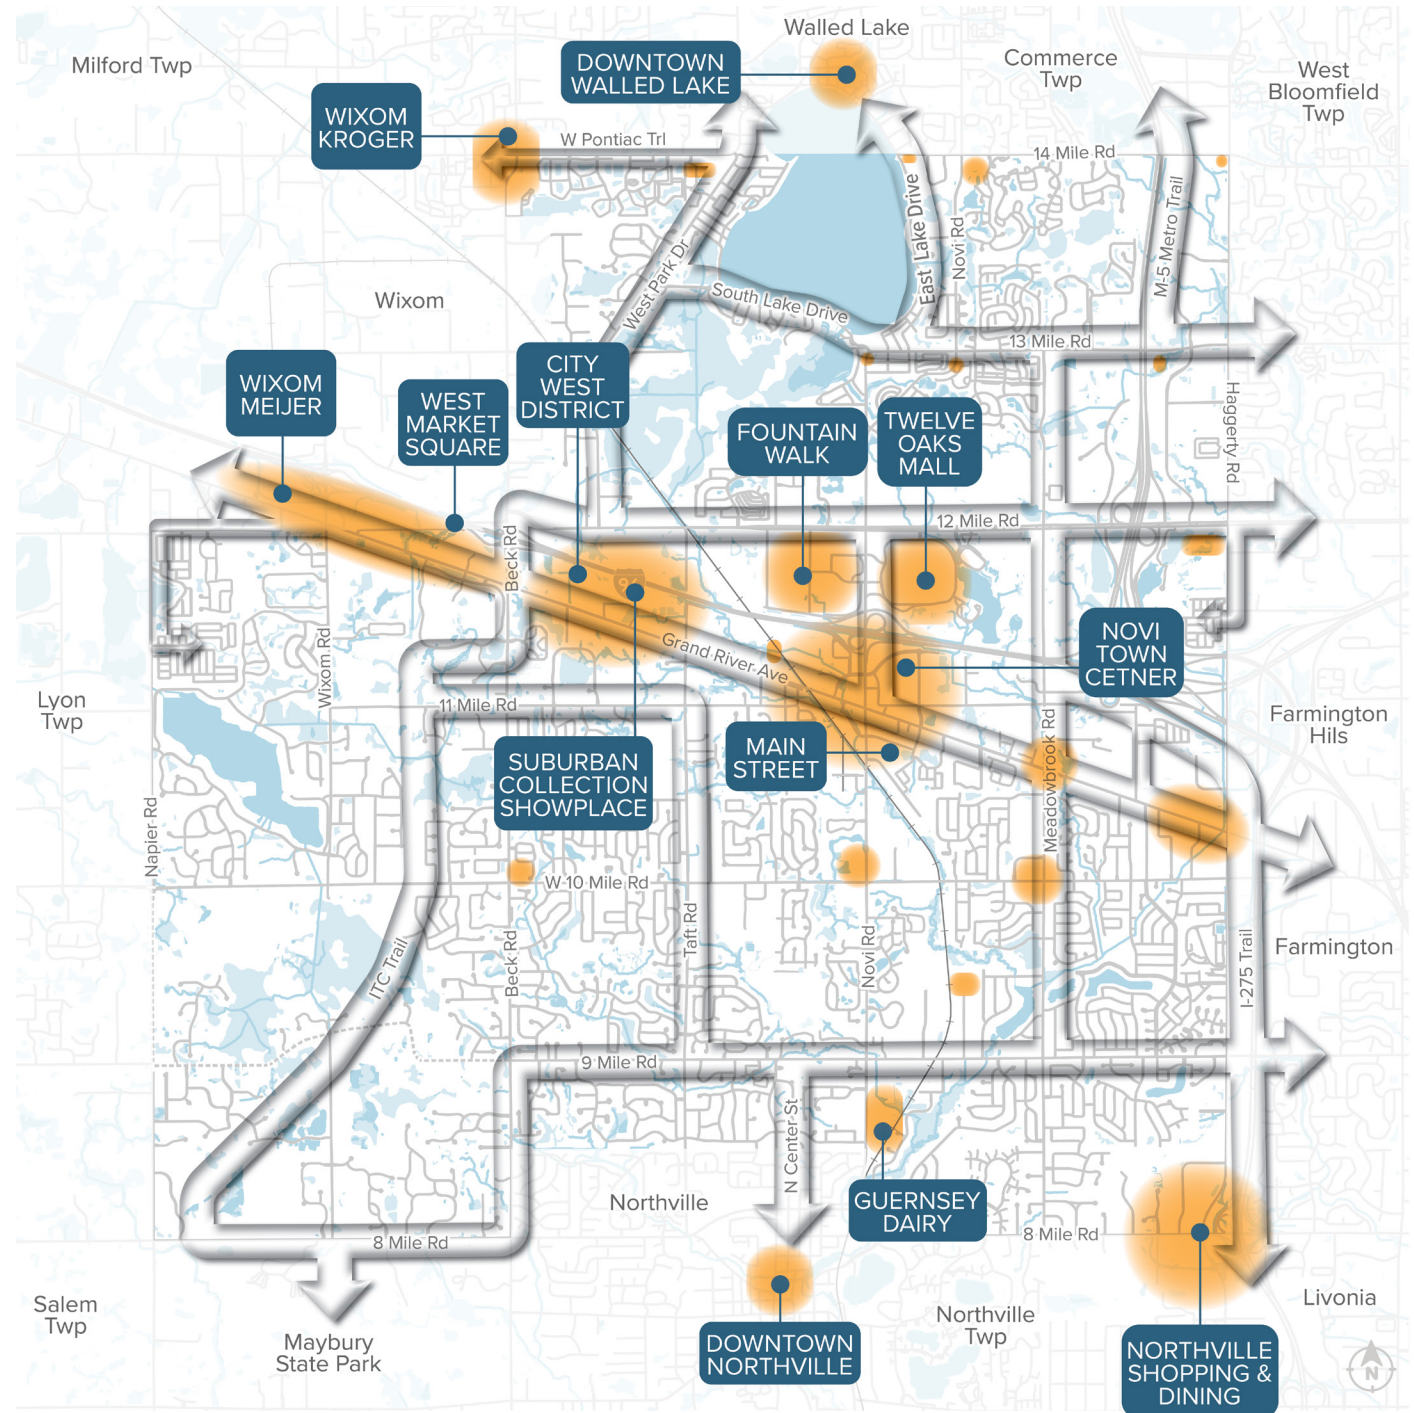 Walled Lake
Milford Twp
DOWNTOWN
WALLED LAKE
Commerce
Twp
West
Bloomfield
Twp
WIXOM
KROGER
W Pontiac Trl
14 Mile Rd
East Lake Drive
Novi Rd
M-5 Metro Trail
West Park Dr
South Lake Drive
Wixom
13 Mile Rd
WIXOM
MEIJER
WEST
MARKET
SQUARE
CITY
WEST
DISTRICT
FOUNTAIN
WALK
TWELVE
OAKS
MALL
Haggerty Rd
12 Mile Rd
Beck Rd
96
Grand River Ave
NOVI
TOWN
CETNER
Wixom Rd
Lyon
Twp
11 Mile Rd
Farmington
Hills
SUBURBAN
COLLECTION
SHOWPLACE
MAIN
STREET
Meadowbrook Rd
Napier Rd
W 10 Mile Rd
Taft Rd
Beck Rd
ITC Trail
Novi Rd
Farmington
I-275 Trail
9 Mile Rd
N Center St
Northville
GUERNSEY
DAIRY
8 Mile Rd
8 Mile Rd
Salem
Twp
Maybury
State Park
DOWNTOWN
NORTHVILLE
Northville
Twp
Livonia
NORTHVILLE
SHOPPING &
DINING
N